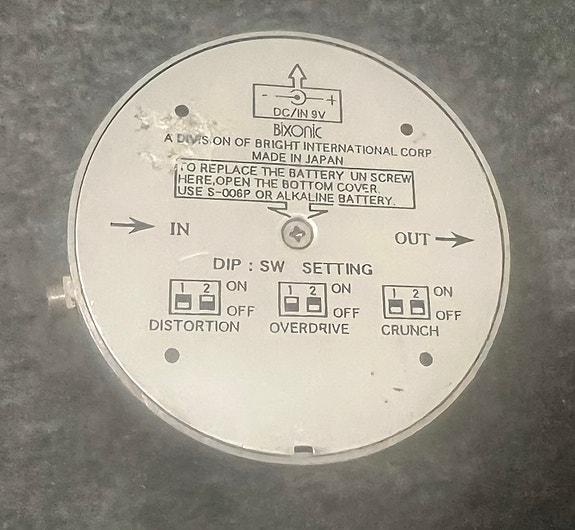 - +
DC/IN 9V
Bixonic
A DIVISION OF BRIGHT INTERNATIONAL CORP
MADE IN JAPAN
TO REPLACE THE BATTERY UN SCREW
HERE,OPEN THE BOTTOM COVER.
USE S-006P OR ALKALINE BATTERY.
IN OUT
DIP : SW SETTING
1 2 ON 1 2 ON 1 2 ON
OFF OFF OFF
DISTORTION OVERDRIVE CRUNCH